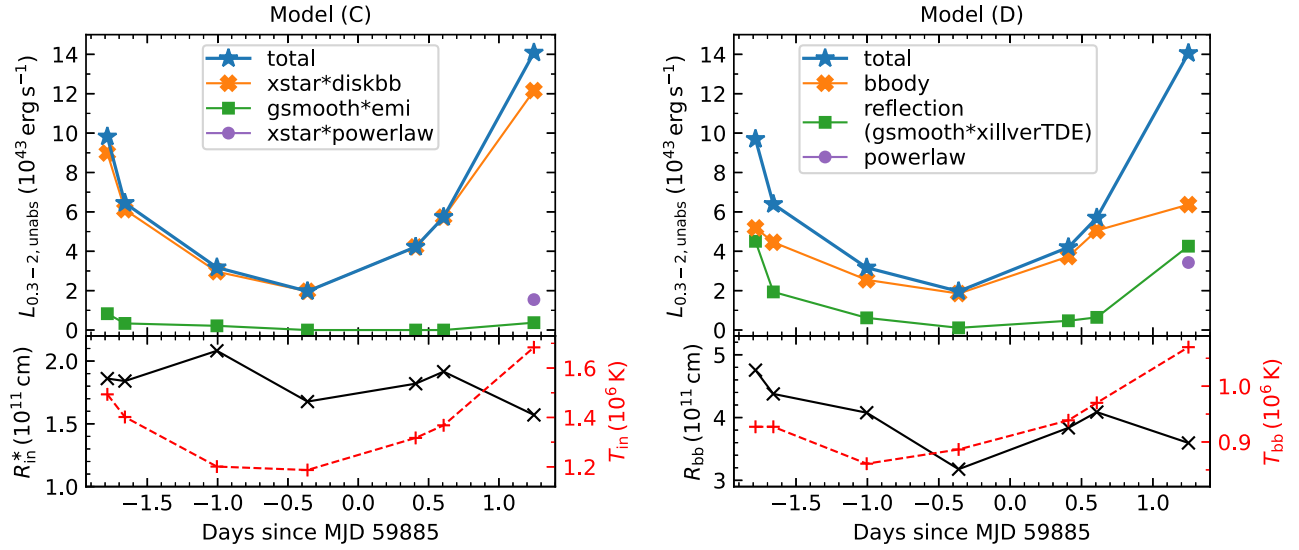 Model (C)
L0.3−2, unabs (10^43 erg s^−1)
14
12
10
8
6
4
2
0
total
xstar*diskbb
gsmooth*emi
xstar*powerlaw
R*in (10^11 cm)
2.0
1.5
1.0
1.6
1.4
1.2
Tin (10^6 K)
−1.5 −1.0 −0.5 0.0 0.5 1.0
Days since MJD 59885
Model (D)
L0.3−2, unabs (10^43 erg s^−1)
14
12
10
8
6
4
2
0
total
bbody
reflection
(gsmooth*xillverTDE)
powerlaw
Rbb (10^11 cm)
5
4
3
1.0
0.9
Tbb (10^6 K)
−1.5 −1.0 −0.5 0.0 0.5 1.0
Days since MJD 59885